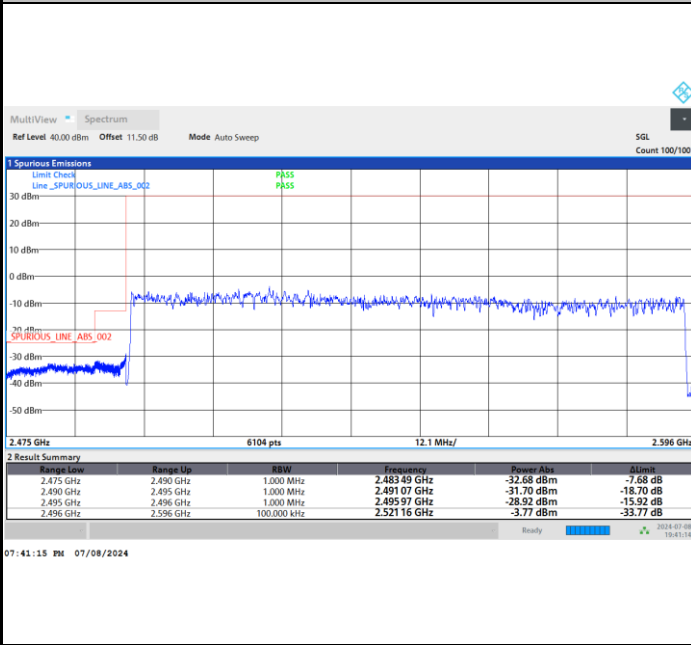 MultiView Spectrum
Ref Level 40.00 dBm Offset 11.50 dB Mode Auto Sweep SGL
Count 100/100
1 Spurious Emissions
Limit Check PASS
Line _SPURIOUS_LINE_ABS_002 PASS
30 dBm
20 dBm
10 dBm
0 dBm
-10 dBm
-20 dBm
_SPURIOUS_LINE_ABS_002
-30 dBm
-40 dBm
-50 dBm
2.475 GHz 6104 pts 12.1 MHz/ 2.596 GHz
2 Result Summary
Range Low Range Up RBW Frequency Power Abs ΔLimit
2.475 GHz 2.490 GHz 1.000 MHz 2.483 49 GHz -32.68 dBm -7.68 dB
2.490 GHz 2.495 GHz 1.000 MHz 2.491 07 GHz -31.70 dBm -18.70 dB
2.495 GHz 2.496 GHz 1.000 MHz 2.495 97 GHz -28.92 dBm -15.92 dB
2.496 GHz 2.596 GHz 100.000 kHz 2.521 16 GHz -3.77 dBm -33.77 dB
Ready 2024-07-08
19:41:14
07:41:15 PM 07/08/2024